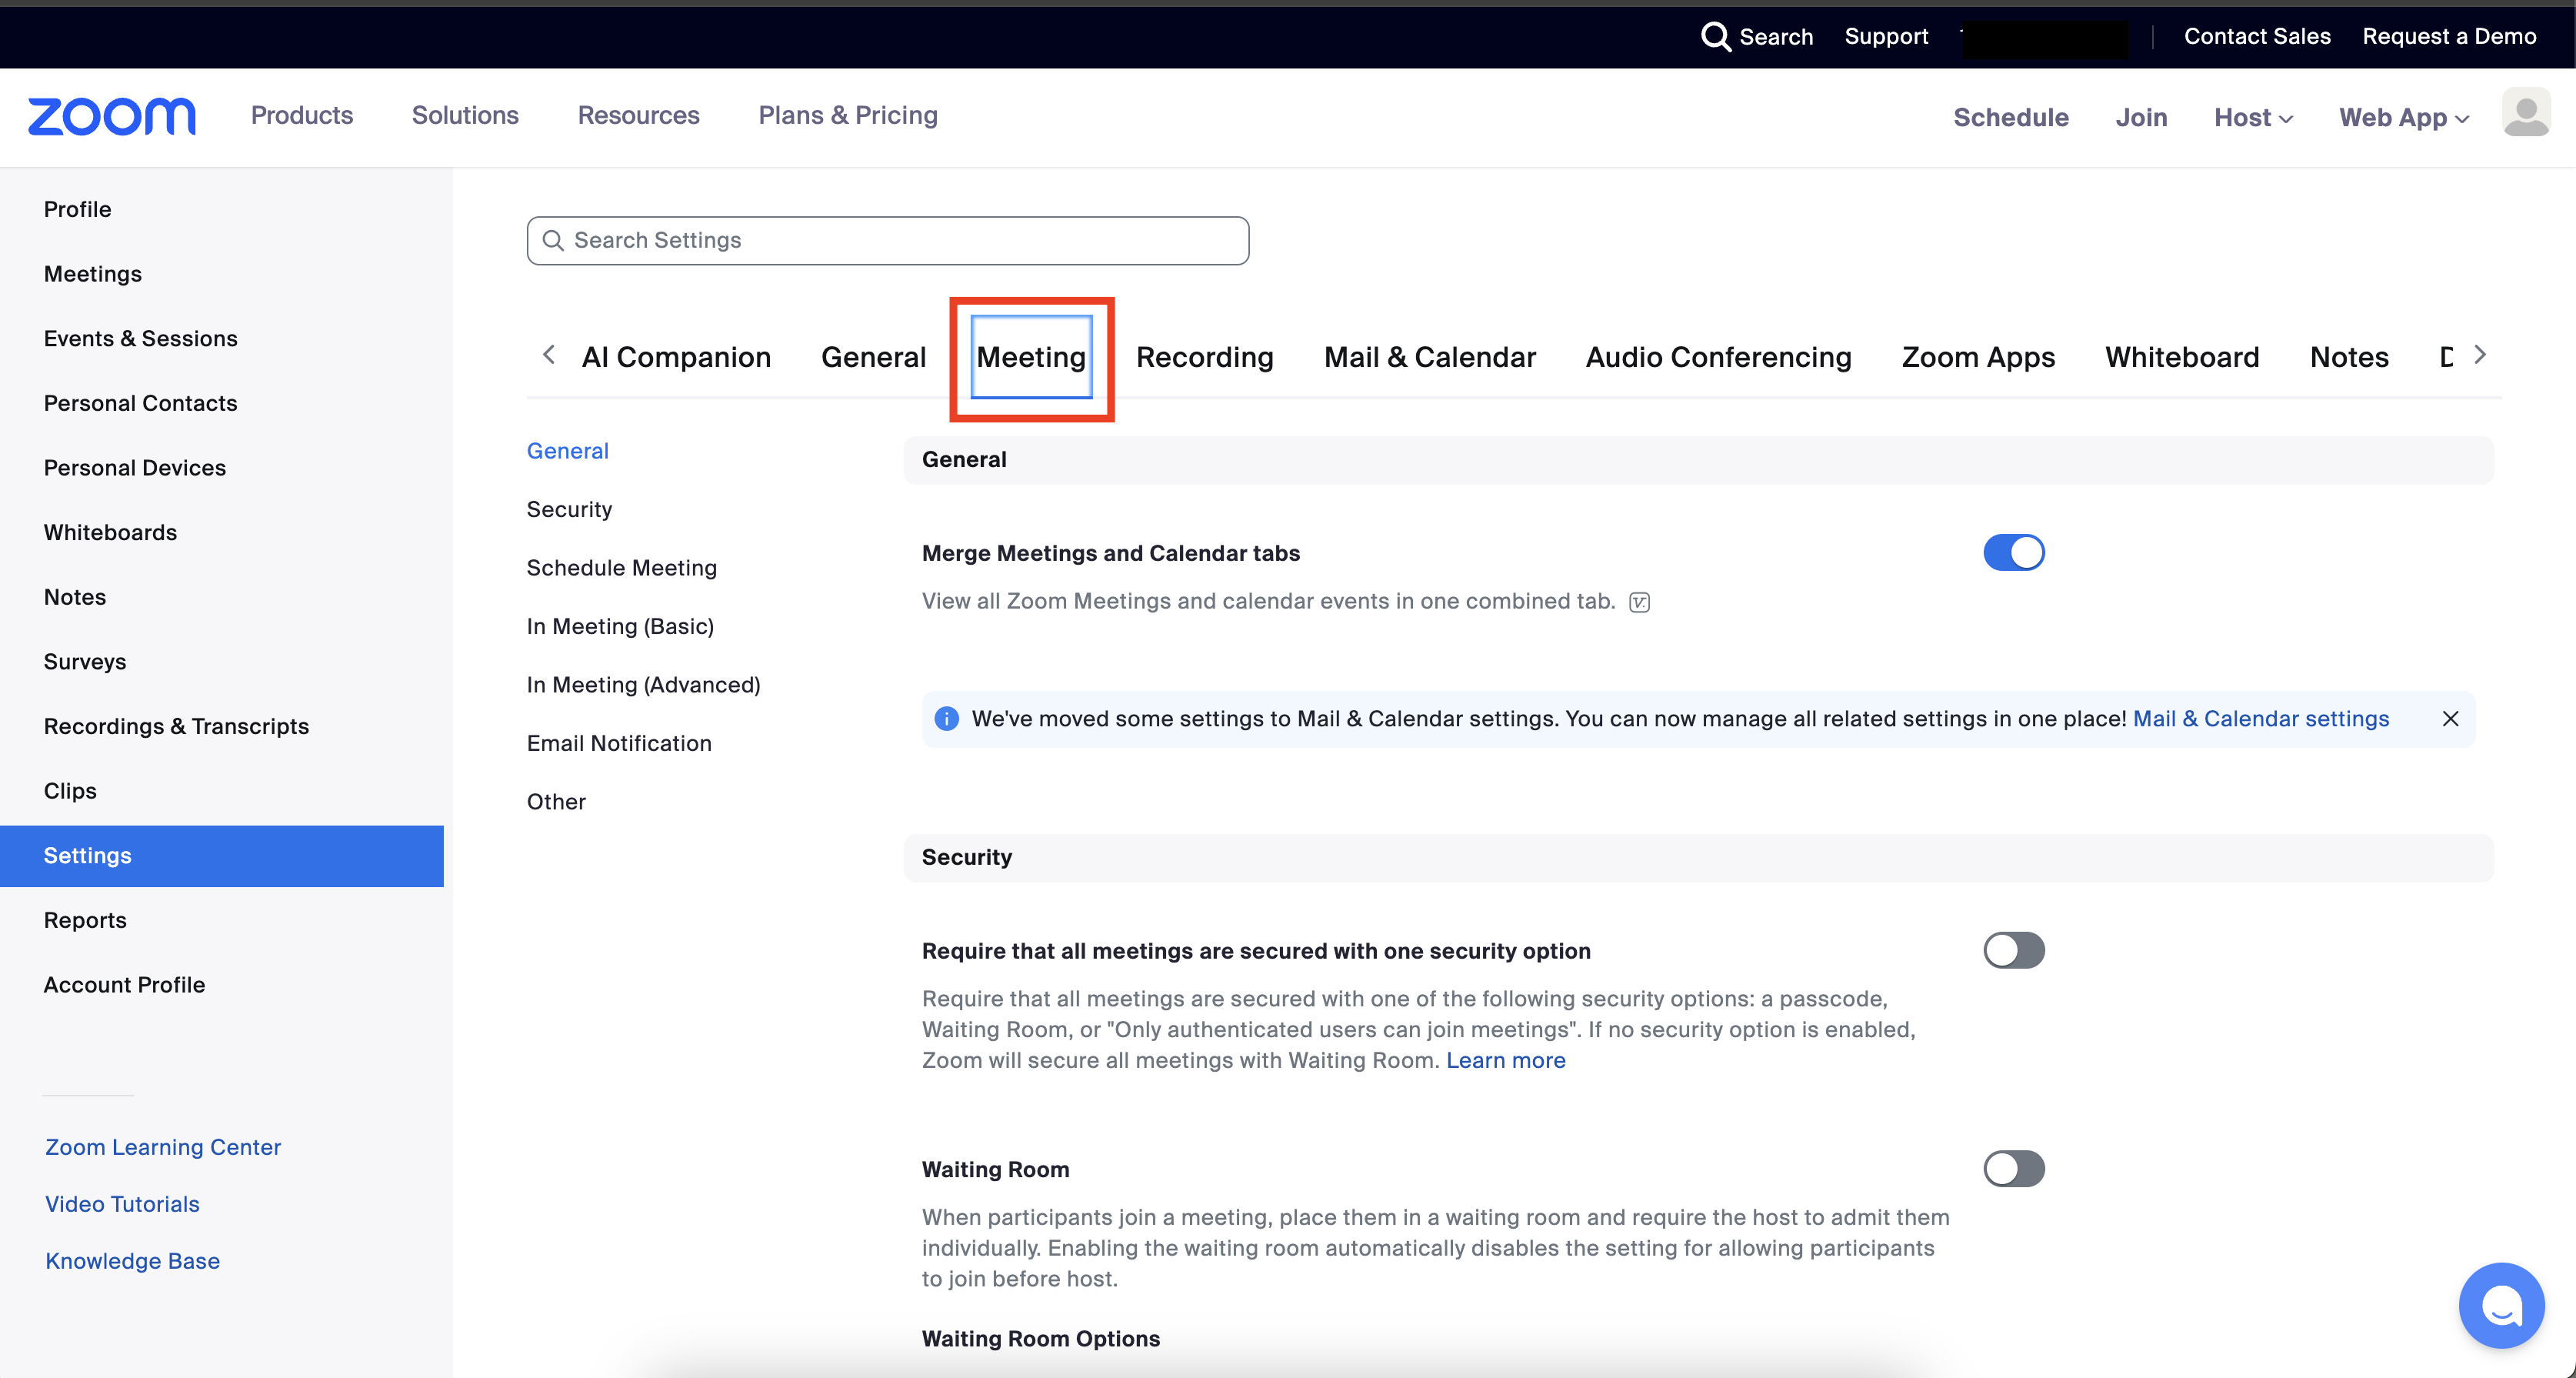 Search Support Contact Sales Request a Demo
zoom Products Solutions Resources Plans & Pricing Schedule Join Host Web App
Profile
Meetings
Events & Sessions
Personal Contacts
Personal Devices
Whiteboards
Notes
Surveys
Recordings & Transcripts
Clips
Settings
Reports
Account Profile
Zoom Learning Center
Video Tutorials
Knowledge Base
Search Settings
AI Companion General Meeting Recording Mail & Calendar Audio Conferencing Zoom Apps Whiteboard Notes
General
Security
Schedule Meeting
In Meeting (Basic)
In Meeting (Advanced)
Email Notification
Other
General
Merge Meetings and Calendar tabs
View all Zoom Meetings and calendar events in one combined tab.
We've moved some settings to Mail & Calendar settings. You can now manage all related settings in one place! Mail & Calendar settings
Security
Require that all meetings are secured with one security option
Require that all meetings are secured with one of the following security options: a passcode,
Waiting Room, or "Only authenticated users can join meetings". If no security option is enabled,
Zoom will secure all meetings with Waiting Room. Learn more
Waiting Room
When participants join a meeting, place them in a waiting room and require the host to admit them
individually. Enabling the waiting room automatically disables the setting for allowing participants
to join before host.
Waiting Room Options